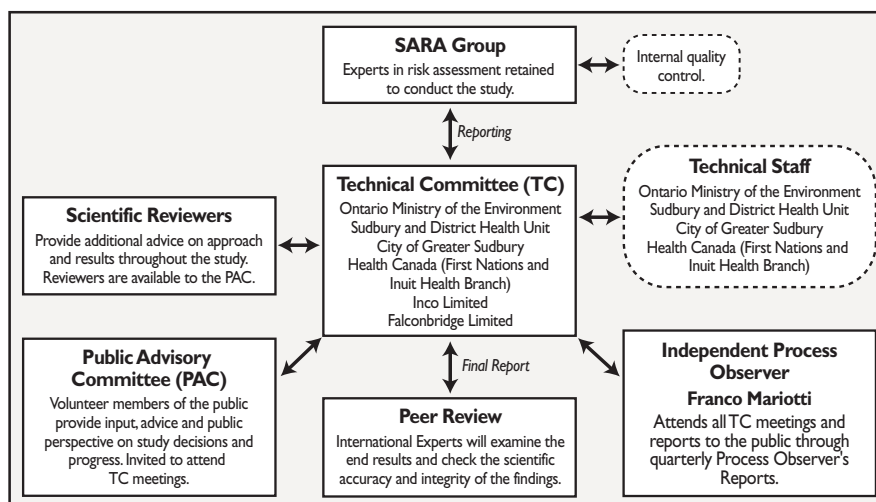 SARA Group
Experts in risk assessment retained
to conduct the study.
Internal quality
control.
Reporting
Technical Committee (TC)
Ontario Ministry of the Environment
Sudbury and District Health Unit
City of Greater Sudbury
Health Canada (First Nations and
Inuit Health Branch)
Inco Limited
Falconbridge Limited
Technical Staff
Ontario Ministry of the Environment
Sudbury and District Health Unit
City of Greater Sudbury
Health Canada (First Nations and
Inuit Health Branch)
Scientific Reviewers
Provide additional advice on approach
and results throughout the study.
Reviewers are available to the PAC.
Public Advisory
Committee (PAC)
Volunteer members of the public
provide input, advice and public
perspective on study decisions and
progress. Invited to attend
TC meetings.
Final Report
Peer Review
International Experts will examine the
end results and check the scientific
accuracy and integrity of the findings.
Independent Process
Observer
Franco Mariotti
Attends all TC meetings and
reports to the public through
quarterly Process Observer's
Reports.